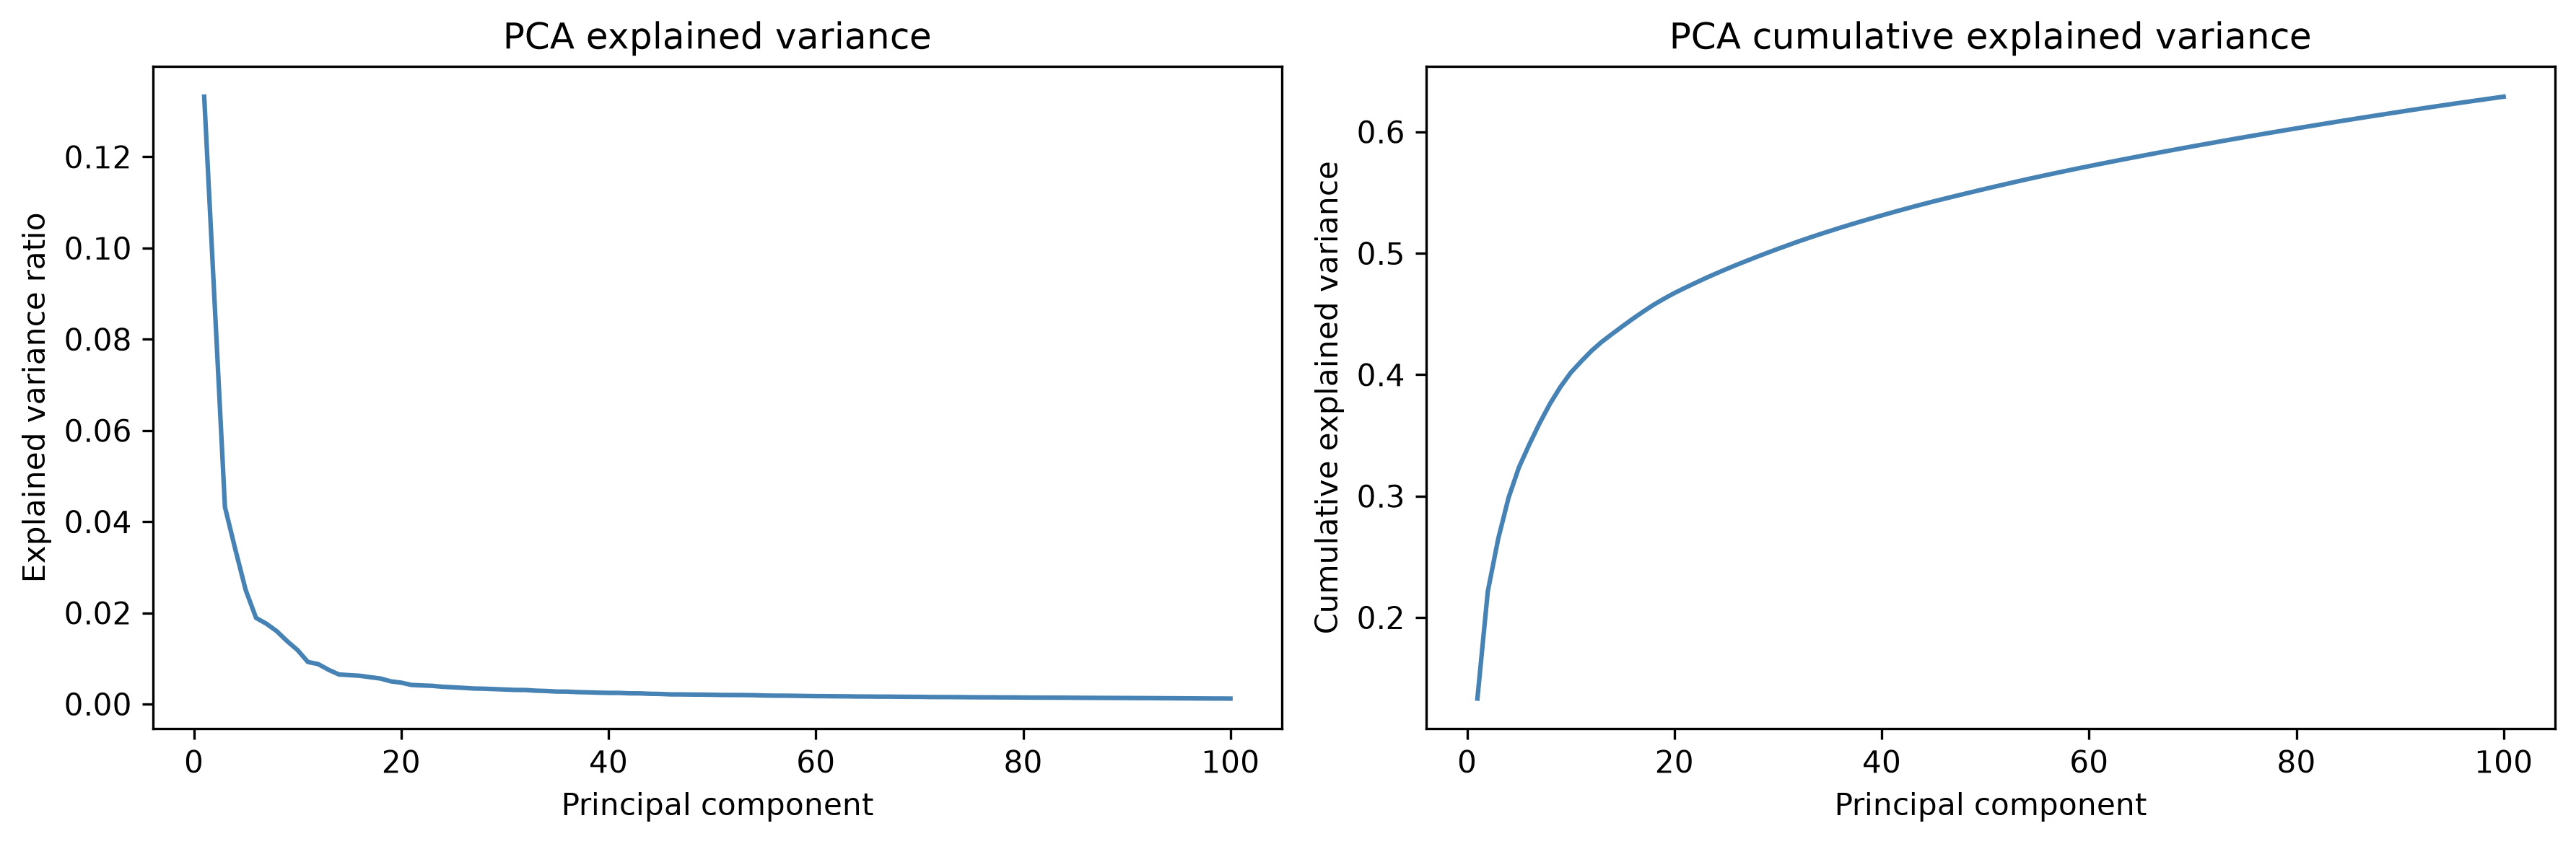 PCA explained variance
Explained variance ratio
0.12
0.10
0.08
0.06
0.04
0.02
0.00
0 20 40 60 80 100
Principal component
PCA cumulative explained variance
Cumulative explained variance
0.6
0.5
0.4
0.3
0.2
0 20 40 60 80 100
Principal component